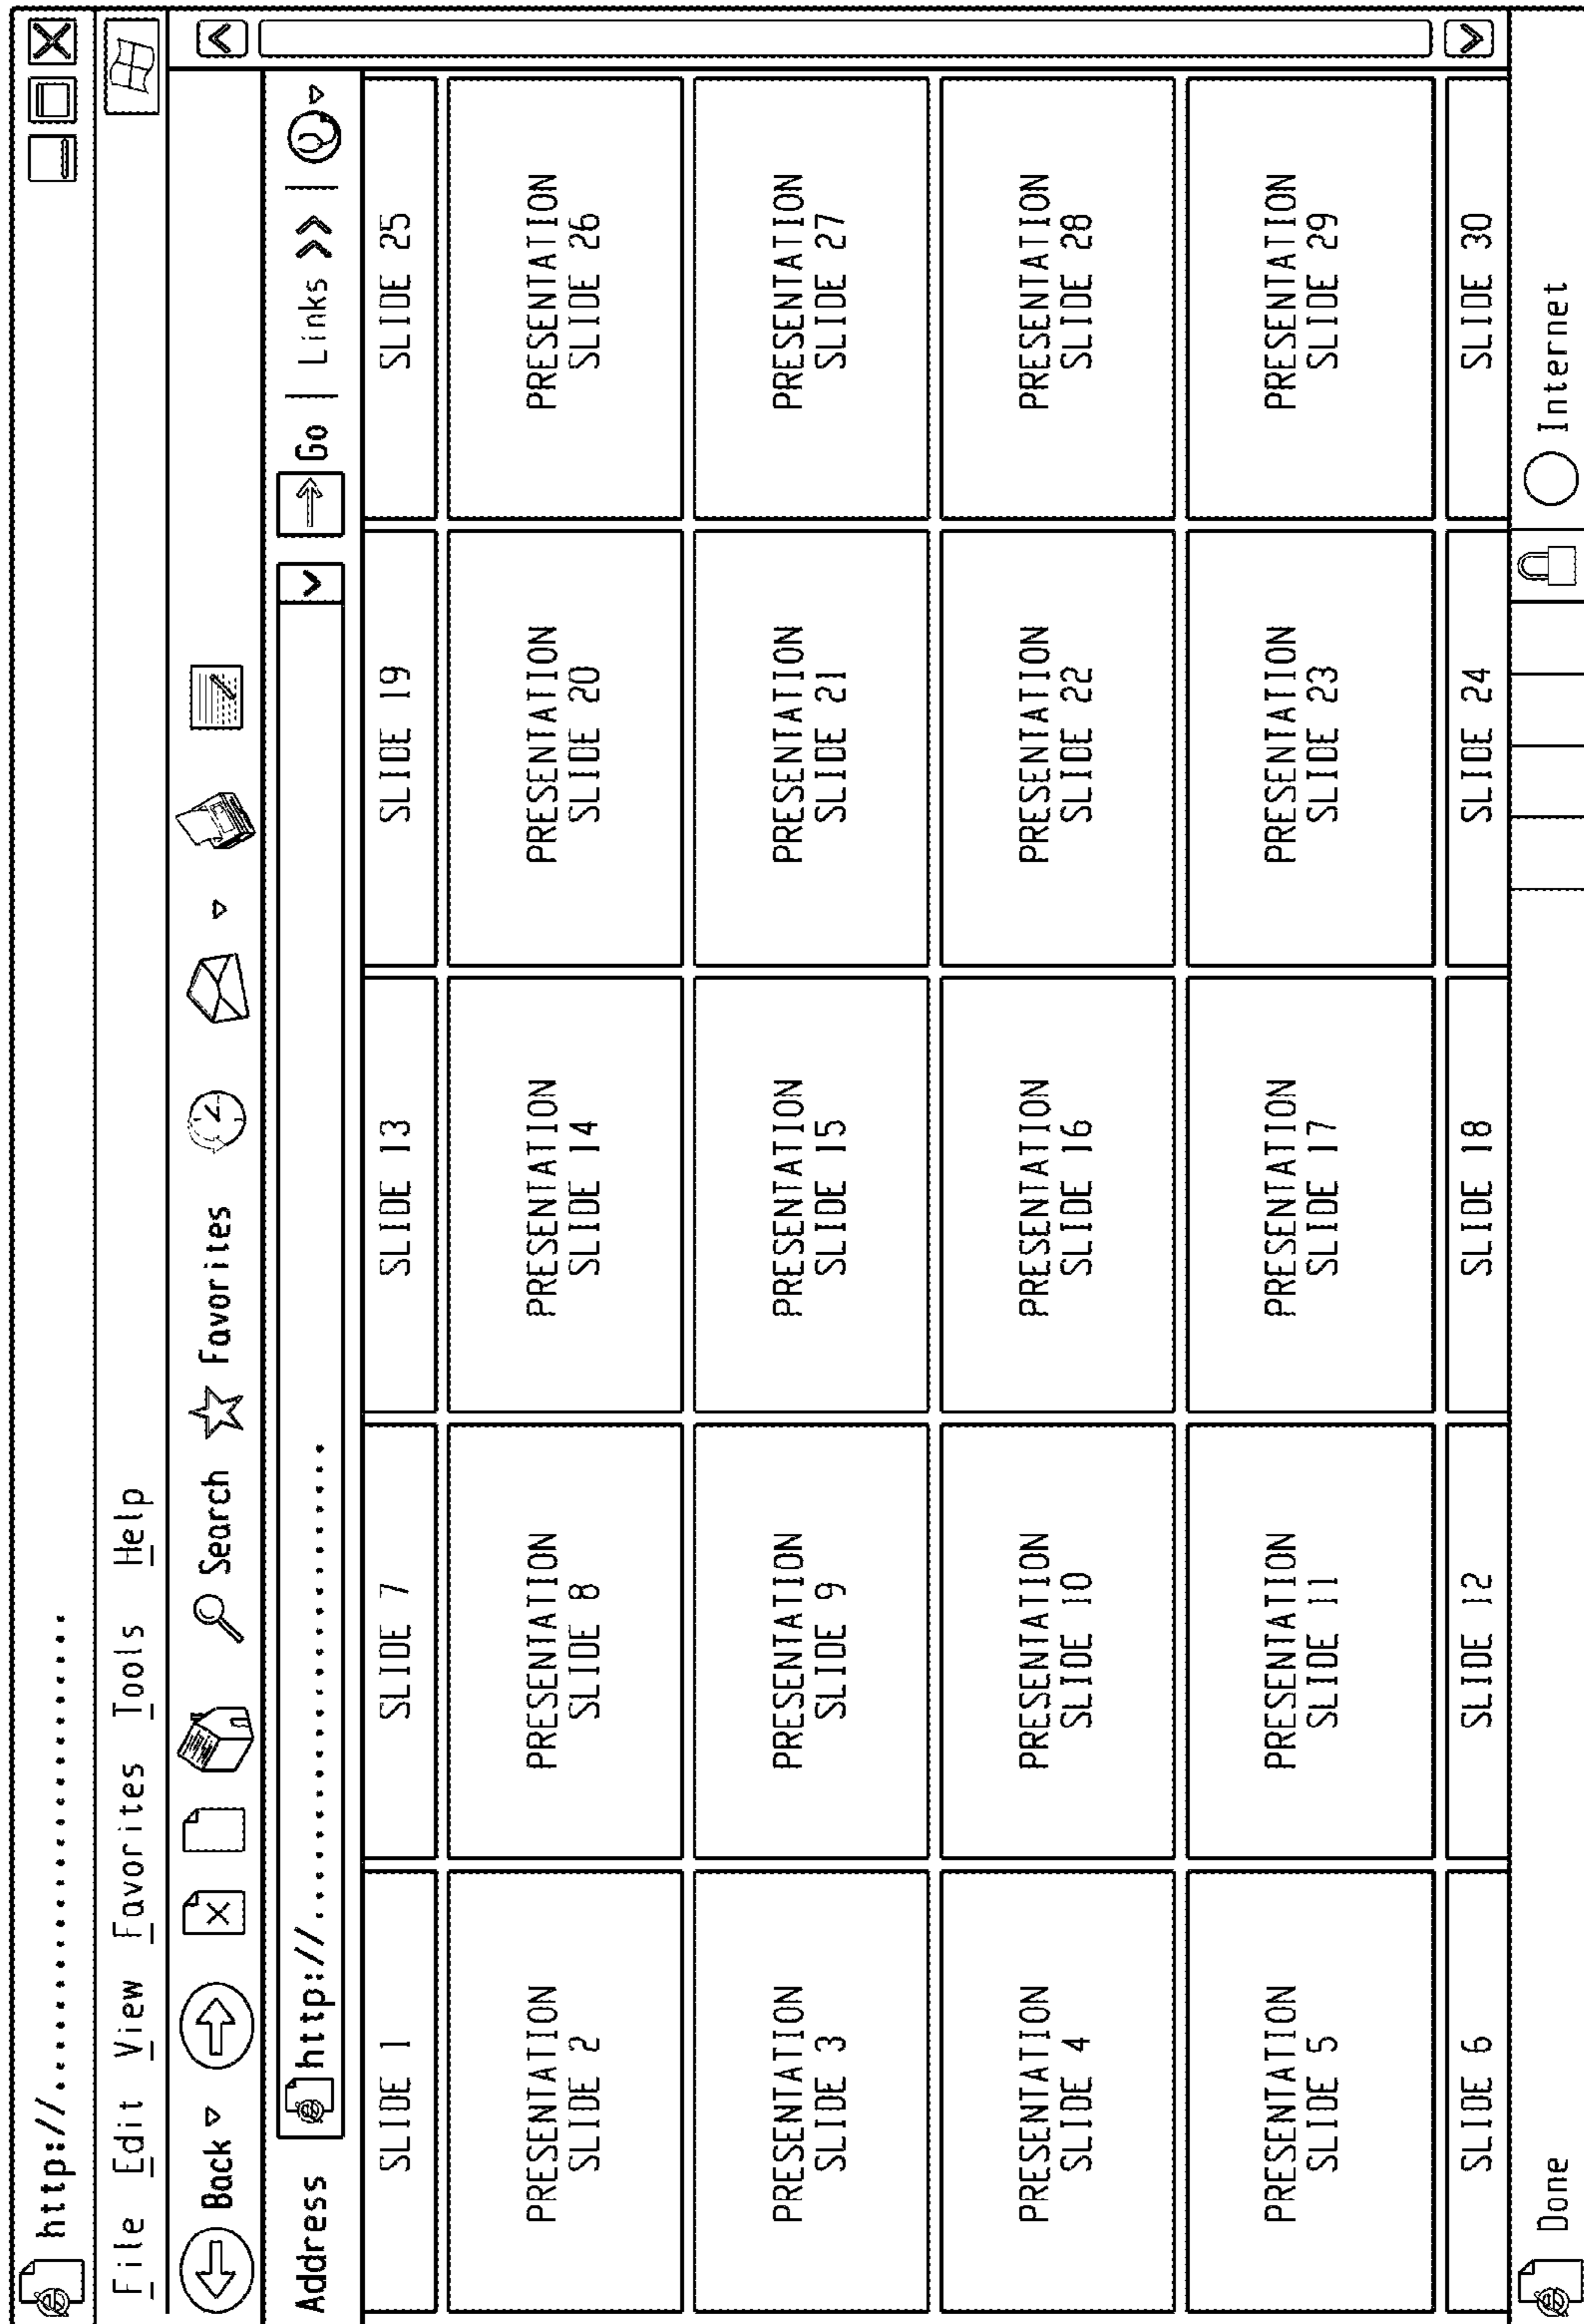 http://...............................
File Edit View Favorites Tools Help
Back Search Favorites
Address http://............................... Go Links >>
SLIDE 1 SLIDE 7 SLIDE 13 SLIDE 19 SLIDE 25
PRESENTATION PRESENTATION PRESENTATION PRESENTATION PRESENTATION
SLIDE 2 SLIDE 8 SLIDE 14 SLIDE 20 SLIDE 26
PRESENTATION PRESENTATION PRESENTATION PRESENTATION PRESENTATION
SLIDE 3 SLIDE 9 SLIDE 15 SLIDE 21 SLIDE 27
PRESENTATION PRESENTATION PRESENTATION PRESENTATION PRESENTATION
SLIDE 4 SLIDE 10 SLIDE 16 SLIDE 22 SLIDE 28
PRESENTATION PRESENTATION PRESENTATION PRESENTATION PRESENTATION
SLIDE 5 SLIDE 11 SLIDE 17 SLIDE 23 SLIDE 29
SLIDE 6 SLIDE 12 SLIDE 18 SLIDE 24 SLIDE 30
Done Internet